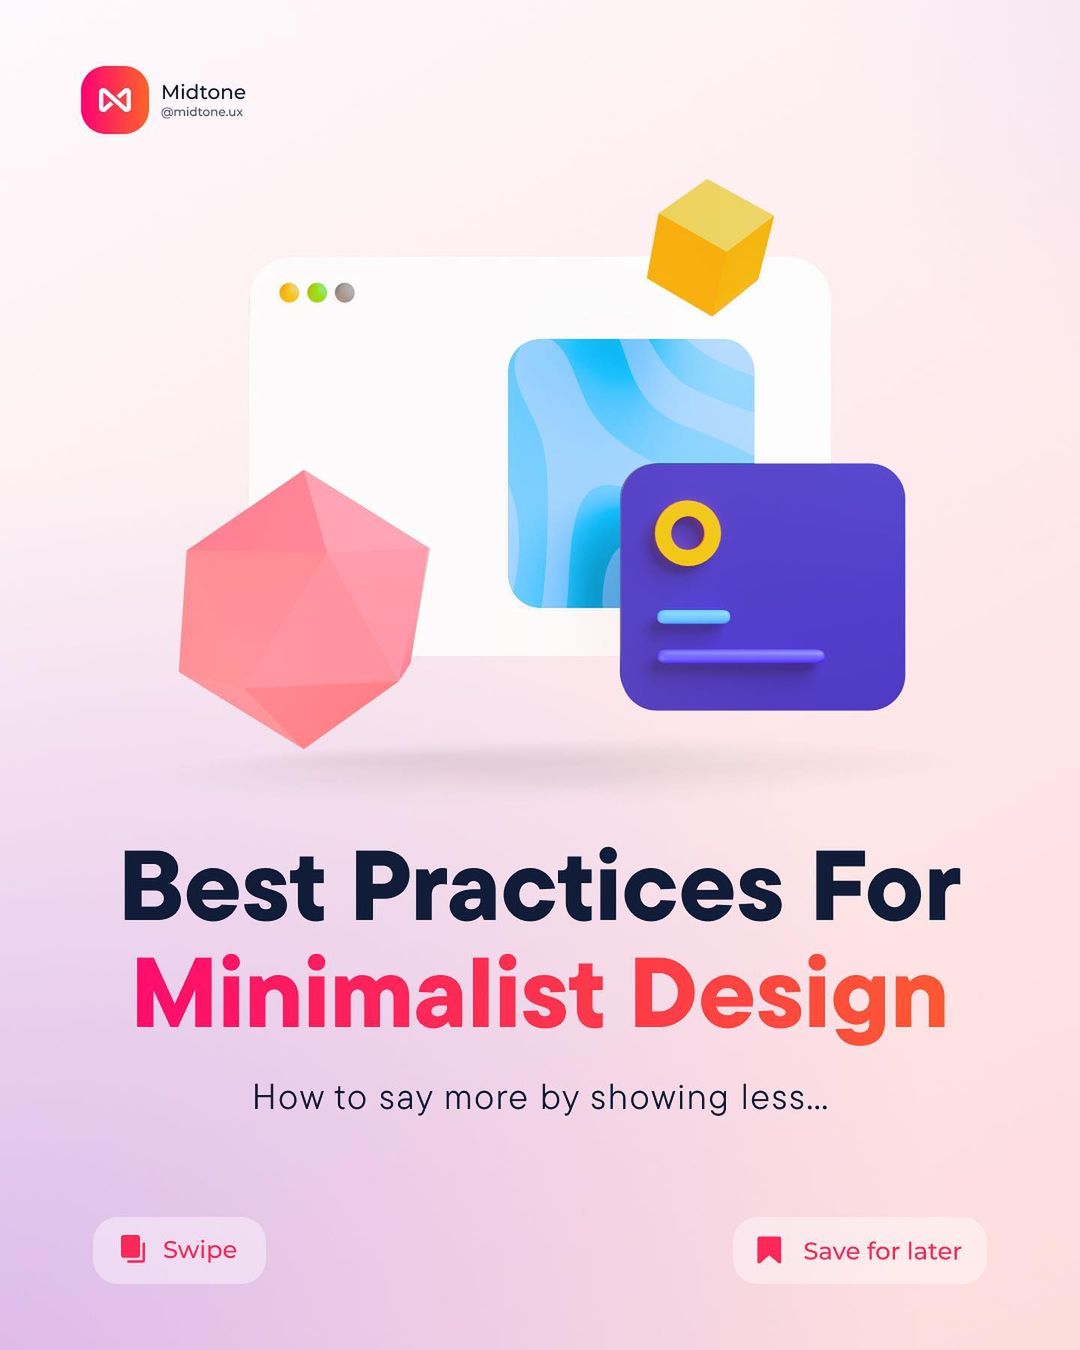 Midtone
@midtone.ux
Best Practices For
Minimalist Design
How to say more by showing less...
Swipe
Save for later